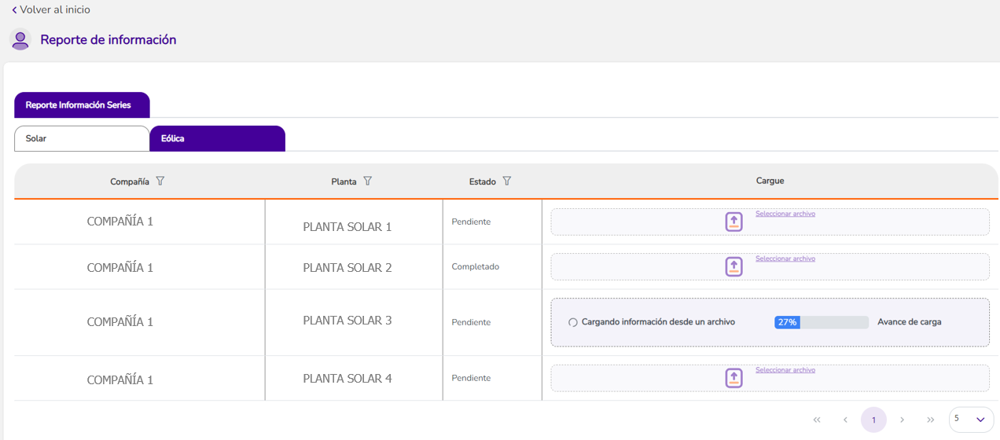 Volver al inicio
Reporte de información
Reporte Información Series
Solar Eólica
Compañía Planta Estado Cargue
COMPAÑÍA 1 PLANTA SOLAR 1 Pendiente Seleccionar archivo
COMPAÑÍA 1 PLANTA SOLAR 2 Completado Seleccionar archivo
COMPAÑÍA 1 PLANTA SOLAR 3 Pendiente Cargando información desde un archivo 27% Avance de carga
COMPAÑÍA 1 PLANTA SOLAR 4 Pendiente Seleccionar archivo
« ‹ 1 › » 5